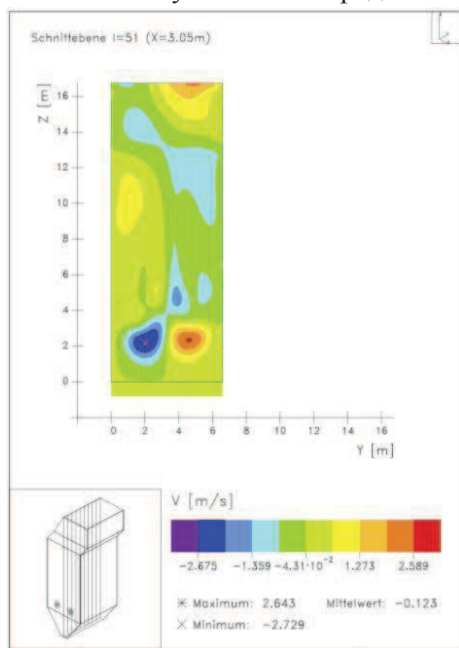 Schnittebene I=51 (X=3.05m)
Z [m]
16
14
12
10
8
6
4
2
0
0 2 4 6 8 10 12 14 16
Y [m]
V [m/s]
-2.675 -1.359 -4.31·10⁻² 1.273 2.589
✳ Maximum: 2.643 Mittelwert: -0.123
× Minimum: -2.729